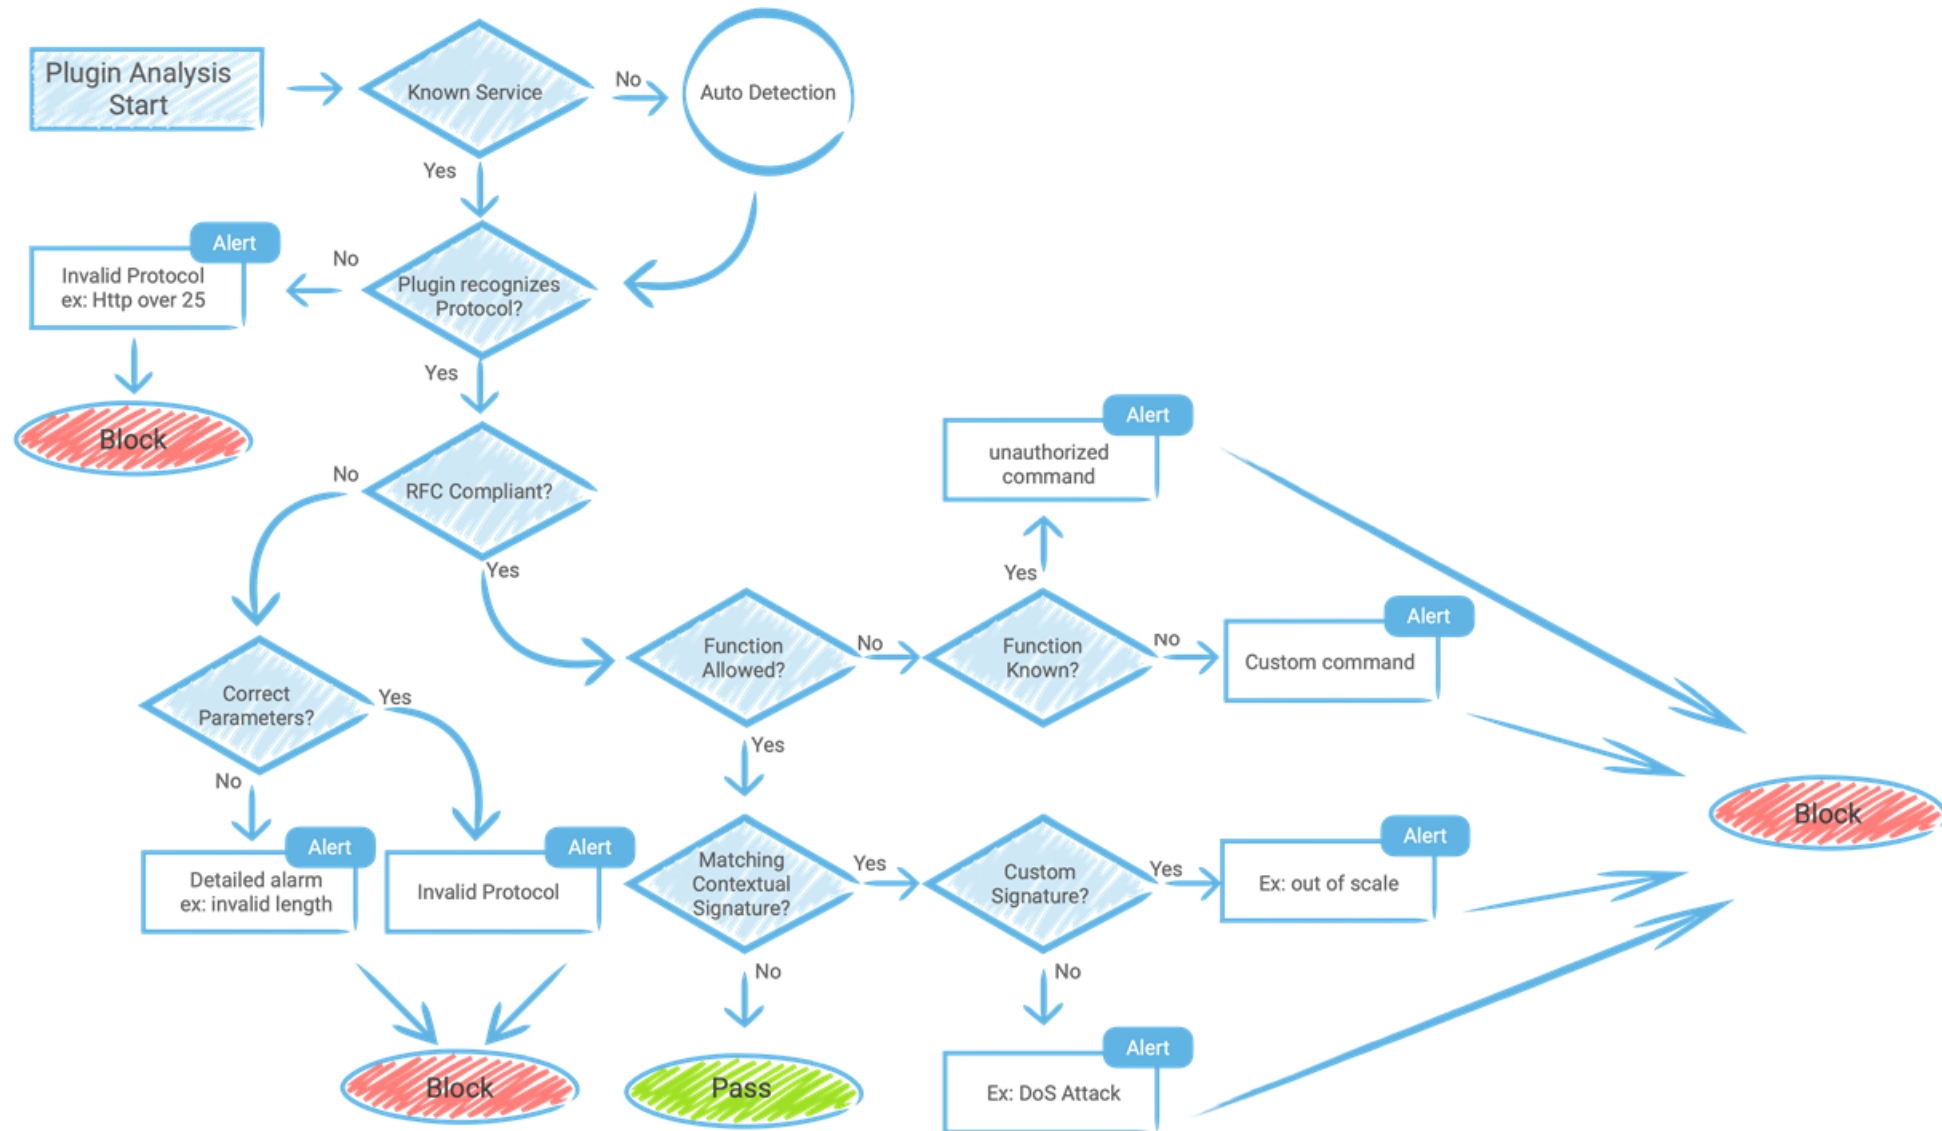 Plugin Analysis
Start
Known Service
No
Auto Detection
Yes
Alert
Invalid Protocol
ex: Http over 25
No
Plugin recognizes
Protocol?
Block
Yes
No
RFC Compliant?
Yes
Alert
unauthorized
command
Yes
Function
Allowed?
No
Function
Known?
No
Alert
Custom command
Correct
Parameters?
Yes
No
Yes
Alert
Detailed alarm
ex: invalid length
Alert
Invalid Protocol
Matching
Contextual
Signature?
Yes
Custom
Signature?
Yes
Alert
Ex: out of scale
Block
No
No
Block
Pass
Alert
Ex: DoS Attack